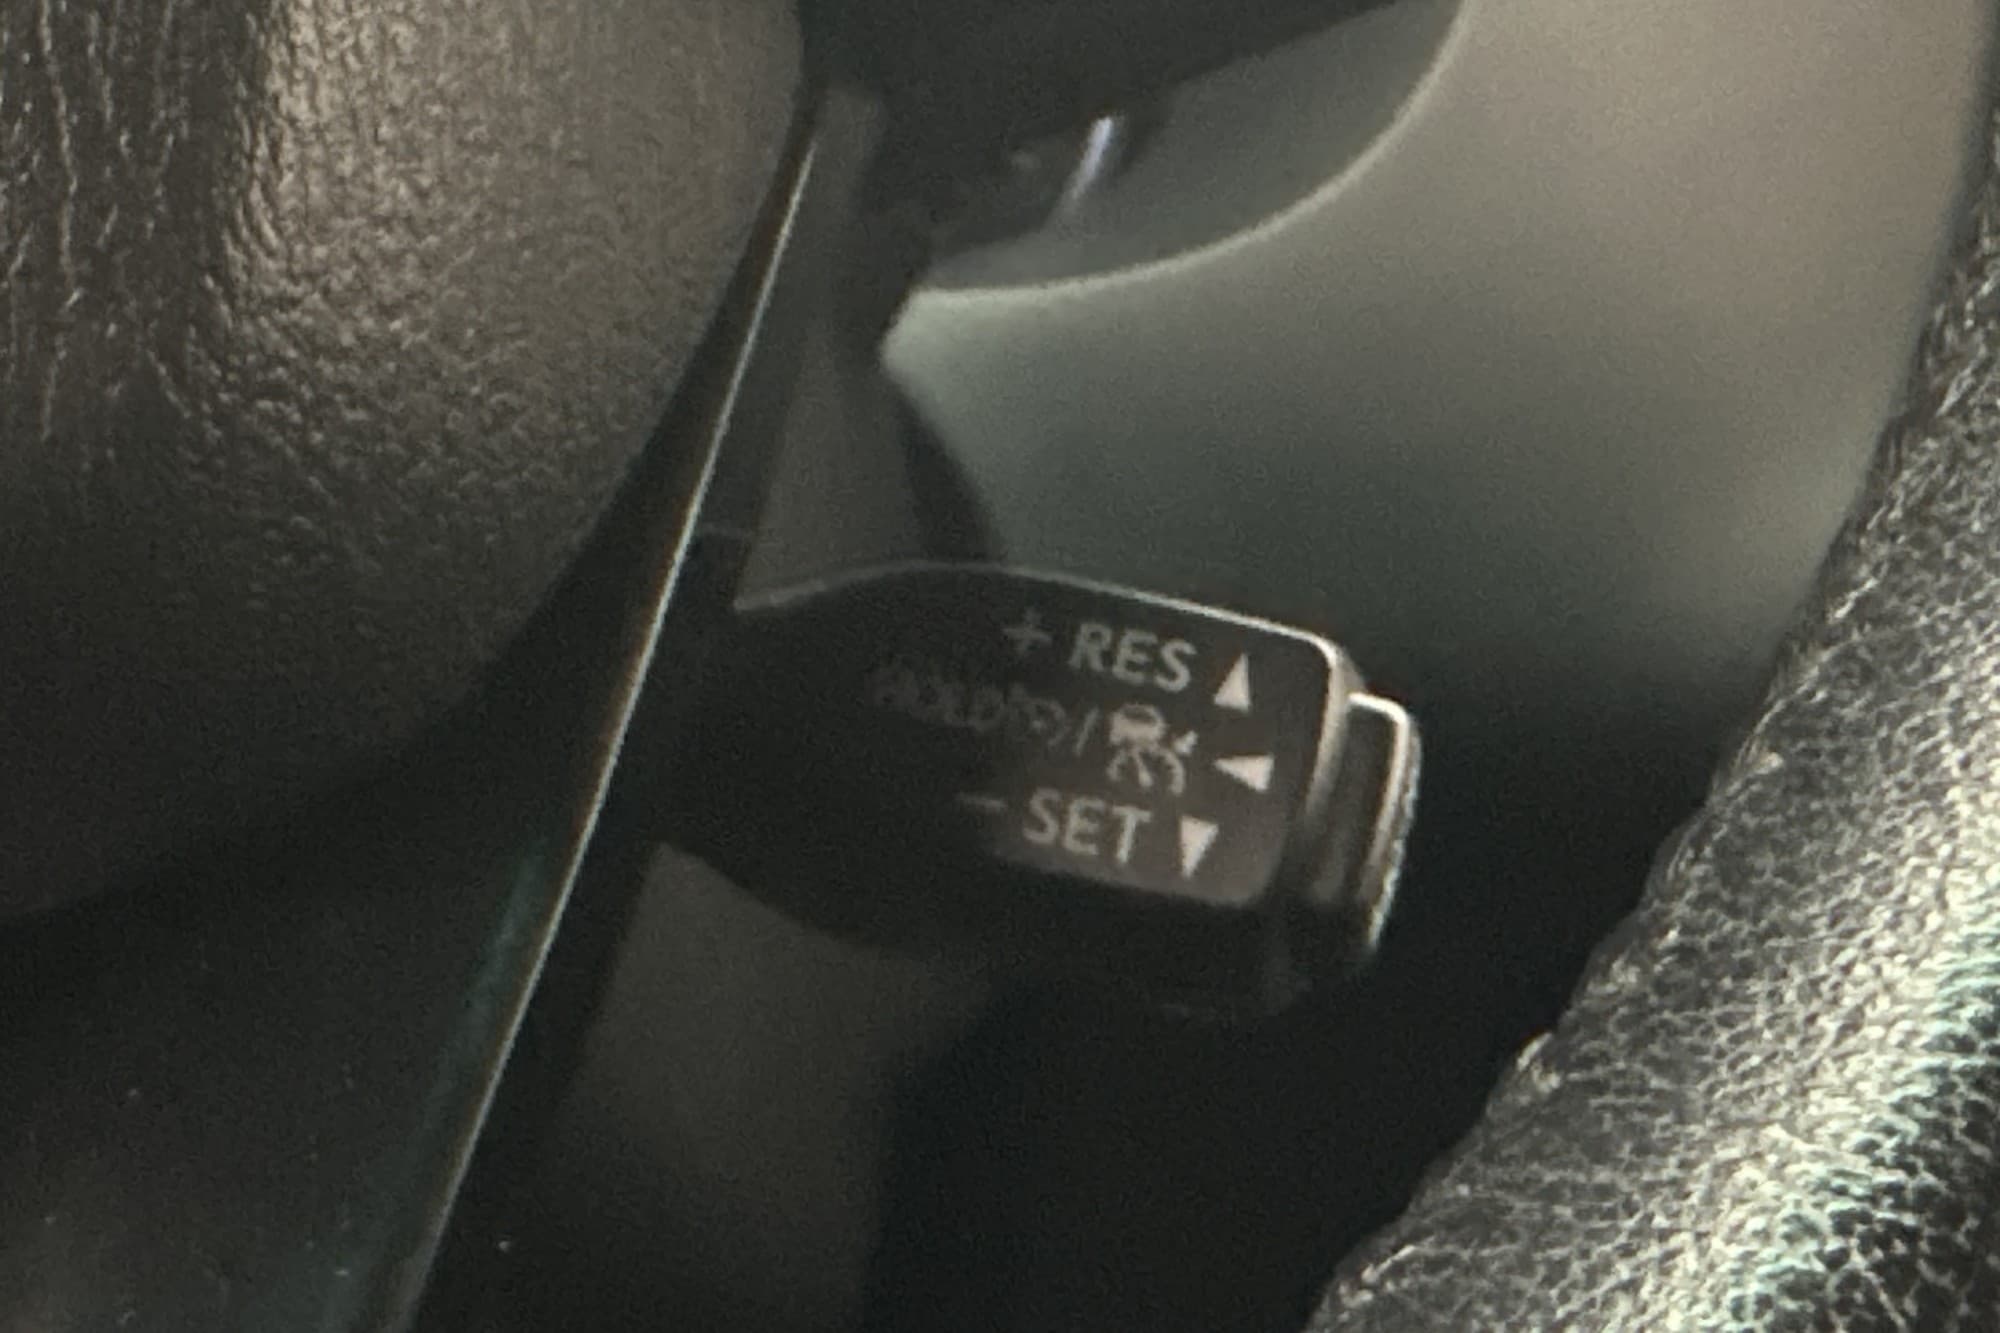 + RES ▲
/ ◀
- SET ▼